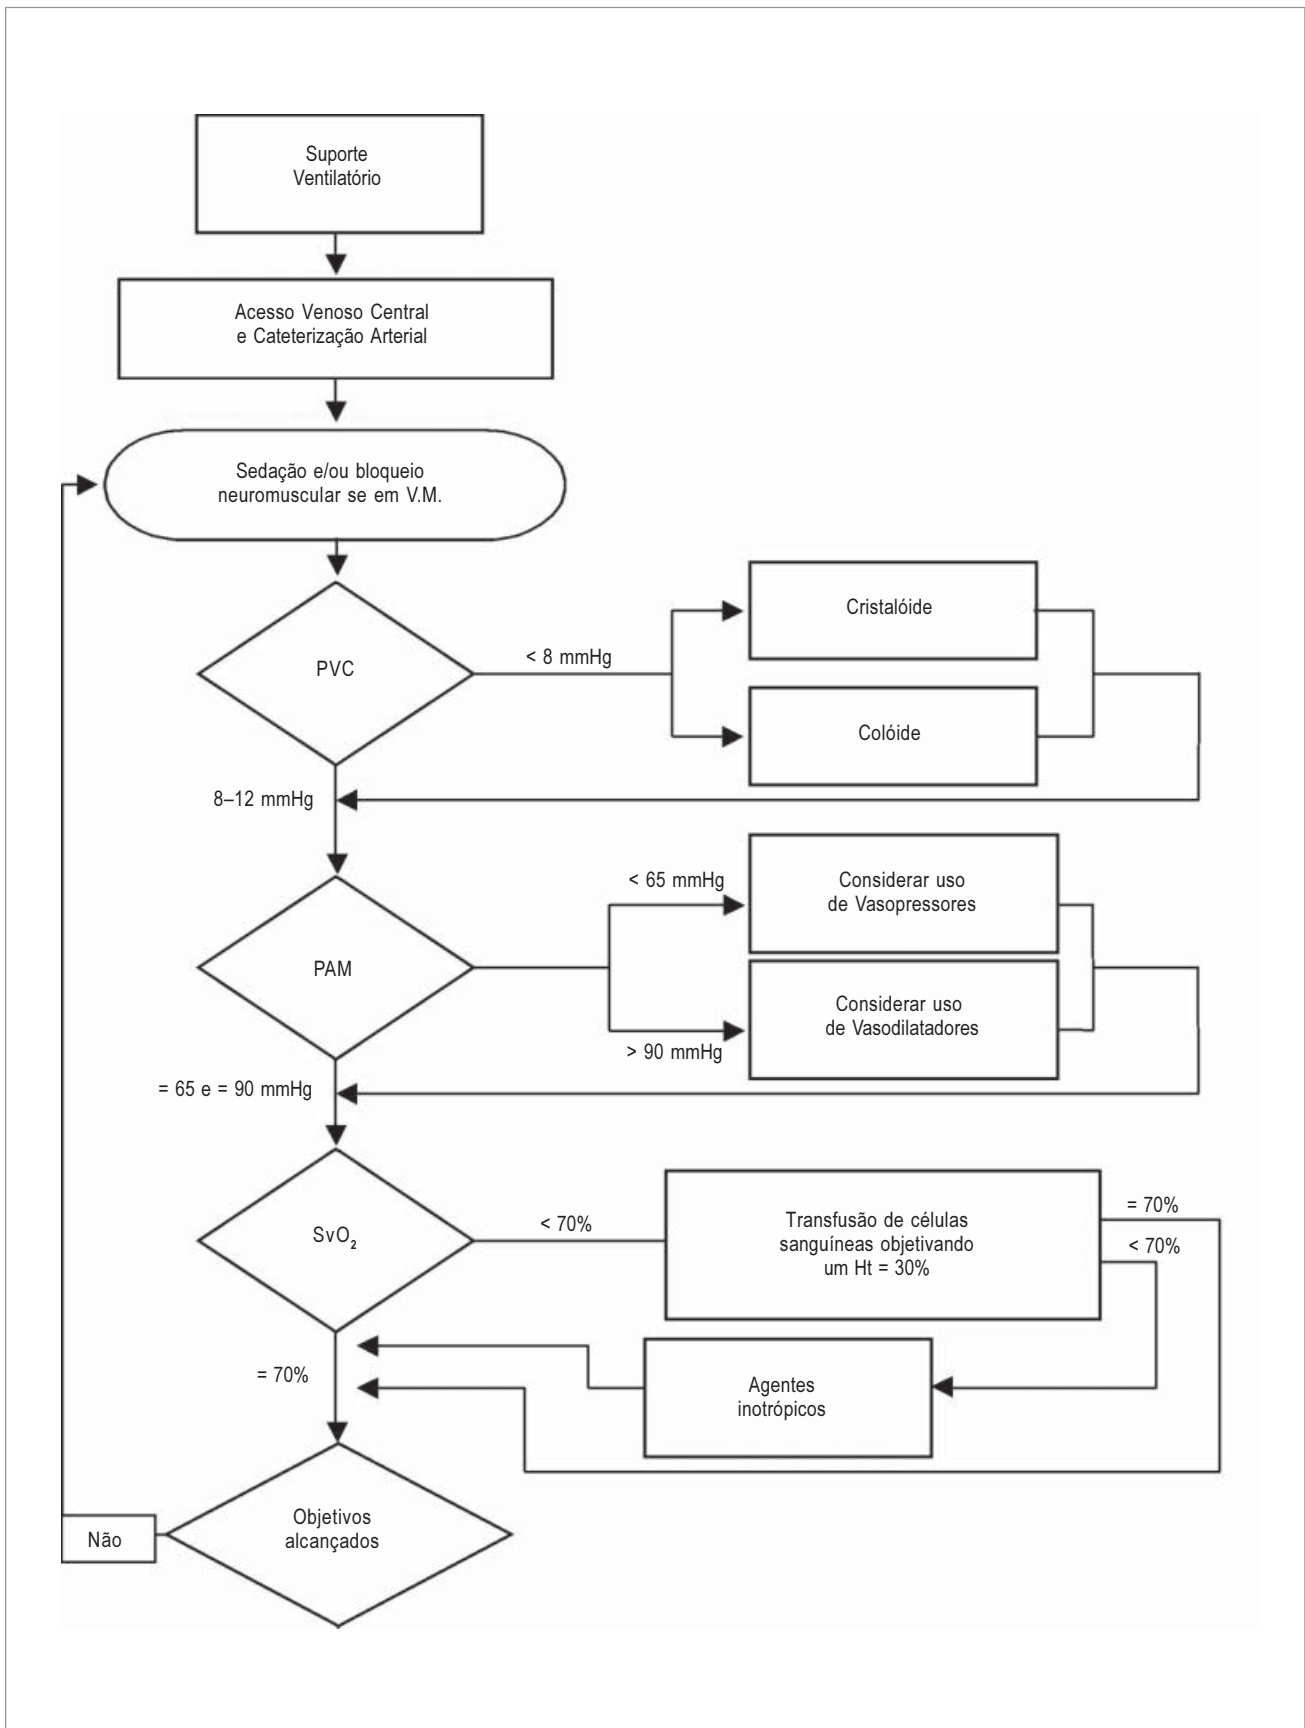 Suporte
Ventilatório
Acesso Venoso Central
e Cateterização Arterial
Sedação e/ou bloqueio
neuromuscular se em V.M.
PVC
< 8 mmHg
Cristalóide
Colóide
8–12 mmHg
PAM
< 65 mmHg
Considerar uso
de Vasopressores
> 90 mmHg
Considerar uso
de Vasodilatadores
= 65 e = 90 mmHg
SvO₂
< 70%
Transfusão de células
sanguíneas objetivando
um Ht = 30%
= 70%
< 70%
Agentes
inotrópicos
= 70%
Objetivos
alcançados
Não